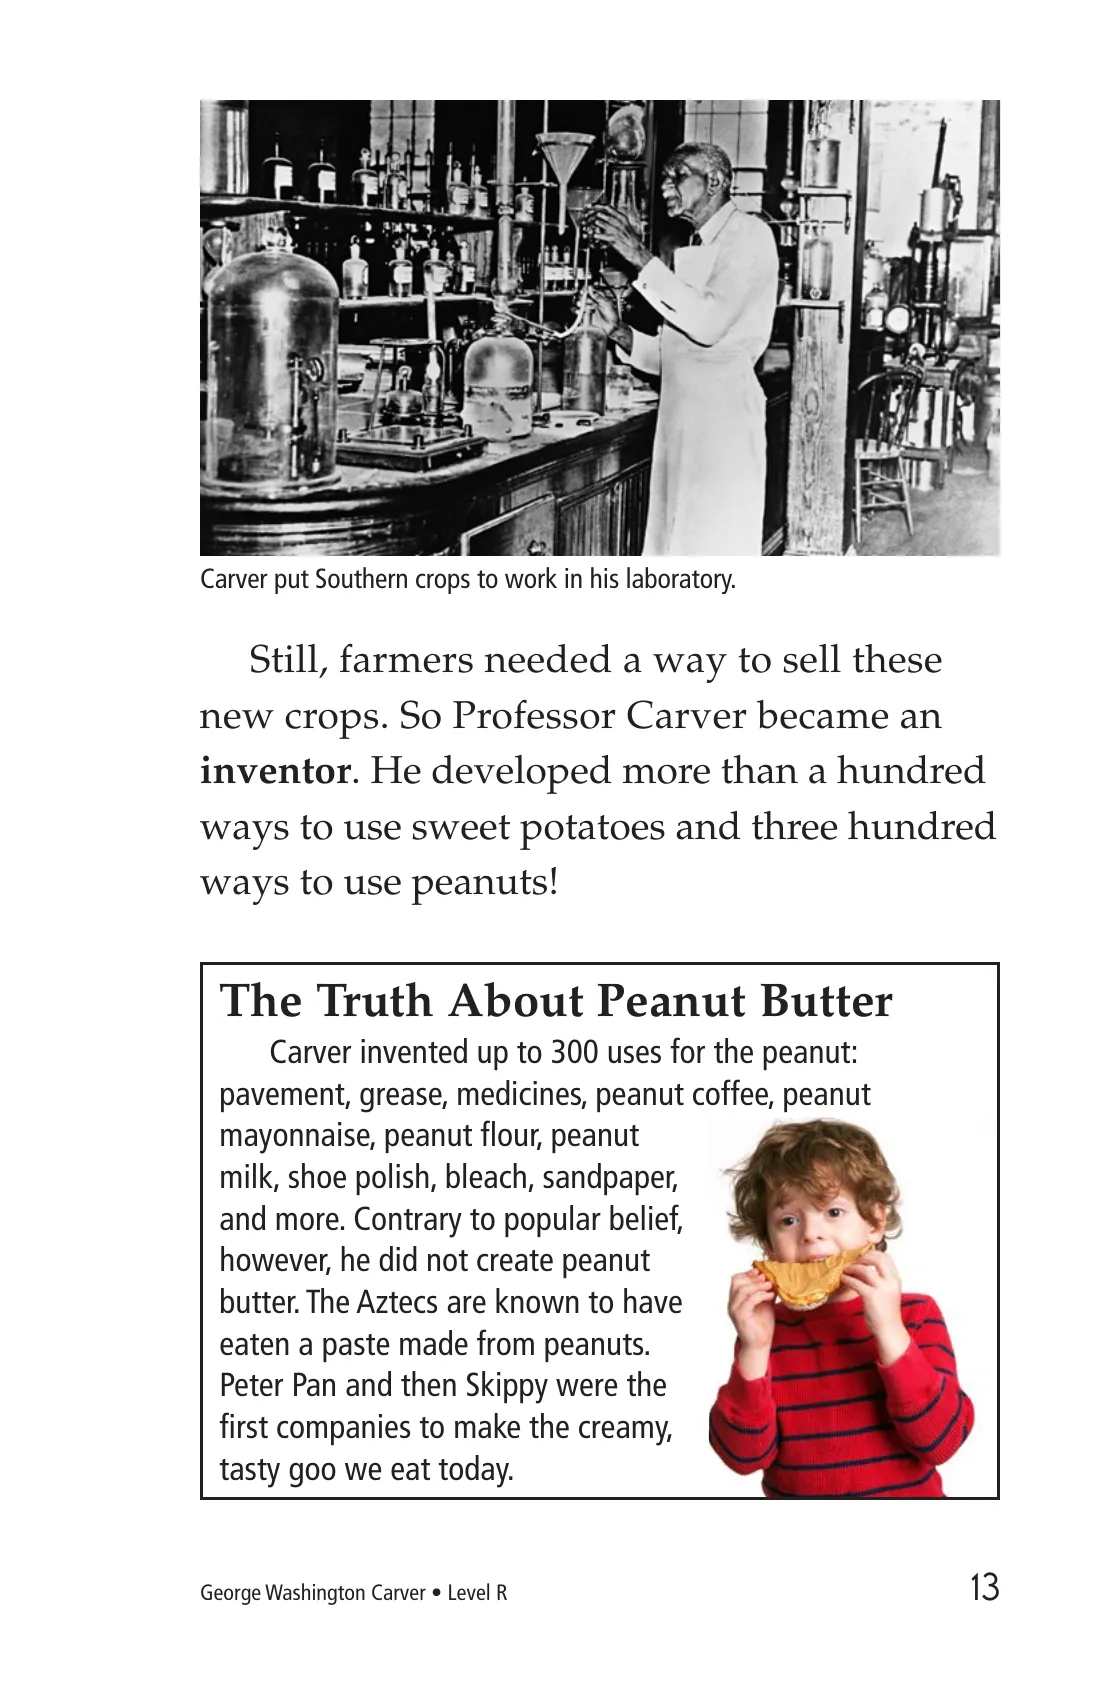 Carver put Southern crops to work in his laboratory.
Still, farmers needed a way to sell these
new crops. So Professor Carver became an
inventor. He developed more than a hundred
ways to use sweet potatoes and three hundred
ways to use peanuts!
The Truth About Peanut Butter
Carver invented up to 300 uses for the peanut:
pavement, grease, medicines, peanut coffee, peanut
mayonnaise, peanut flour, peanut
milk, shoe polish, bleach, sandpaper,
and more. Contrary to popular belief,
however, he did not create peanut
butter. The Aztecs are known to have
eaten a paste made from peanuts.
Peter Pan and then Skippy were the
first companies to make the creamy,
tasty goo we eat today.
George Washington Carver • Level R
13